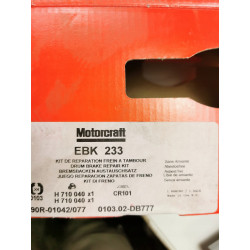 Motorcraft
EBK 233
KIT DE REPARATION FREIN A TAMBOUR
DRUM BRAKE REPAIR KIT
BREMSBACKEN-AUSTAUSCHSATZ
JUEGO REPARACION ZAPATAS DE FRENO
KIT DI FRENO
H 710 040 x1
CR101
H 710 040 x1
0103
90R-01042/077
0103.02-DB777